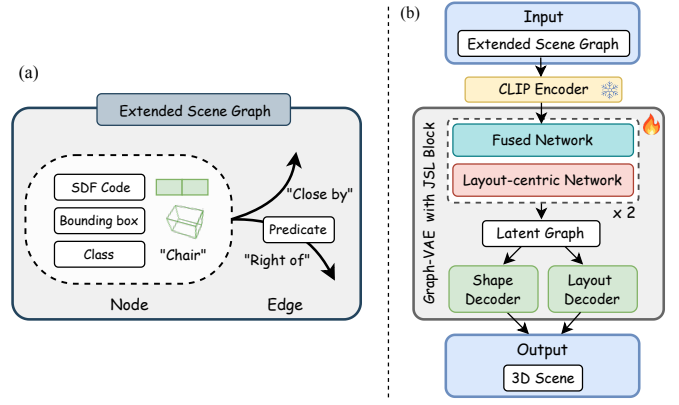 (a)
Extended Scene Graph
SDF Code
Bounding box
Class
"Chair"
"Close by"
Predicate
"Right of"
Node
Edge
(b)
Input
Extended Scene Graph
CLIP Encoder
Graph-VAE with JSL Block
Fused Network
Layout-centric Network
x 2
Latent Graph
Shape
Decoder
Layout
Decoder
Output
3D Scene